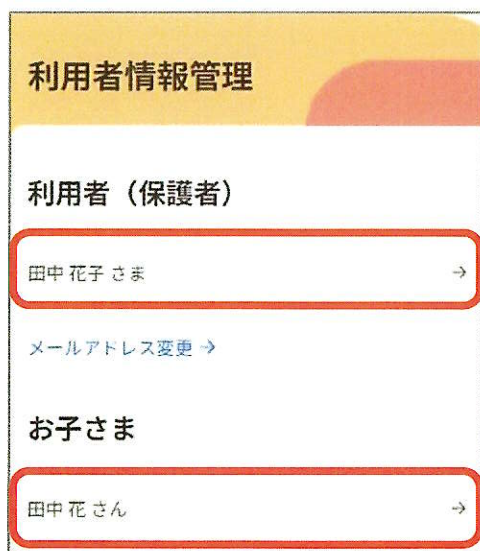 利用者情報管理
利用者（保護者）
田中 花子 さま →
メールアドレス変更 →
お子さま
田中 花 さん →